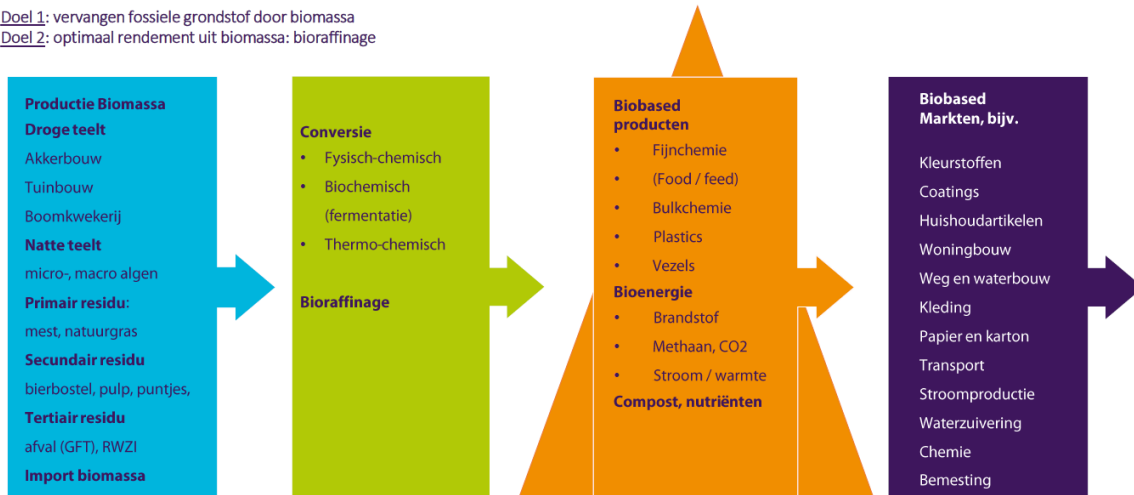 Doel 1: vervangen fossiele grondstof door biomassa
Doel 2: optimaal rendement uit biomassa: bioraffinage
Productie Biomassa
Droge teelt
Akkerbouw
Tuinbouw
Boomkwekerij
Natte teelt
micro-, macro algen
Primair residu:
mest, natuurgras
Secundair residu
bierbostel, pulp, puntjes,
Tertiair residu
afval (GFT), RWZI
Import biomassa
Conversie
• Fysisch-chemisch
• Biochemisch
(fermentatie)
• Thermo-chemisch
Bioraffinage
Biobased
producten
• Fijnchemie
• (Food / feed)
• Bulkchemie
• Plastics
• Vezels
Bioenergie
• Brandstof
• Methaan, CO2
• Stroom / warmte
Compost, nutriënten
Biobased
Markten, bijv.
Kleurstoffen
Coatings
Huishoudartikelen
Woningbouw
Weg en waterbouw
Kleding
Papier en karton
Transport
Stroomproductie
Waterzuivering
Chemie
Bemesting